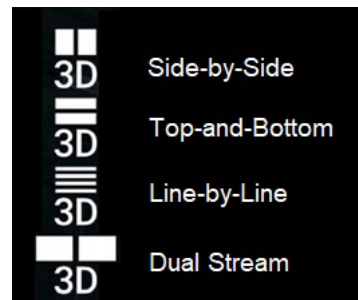 3D Side-by-Side
3D Top-and-Bottom
3D Line-by-Line
3D Dual Stream